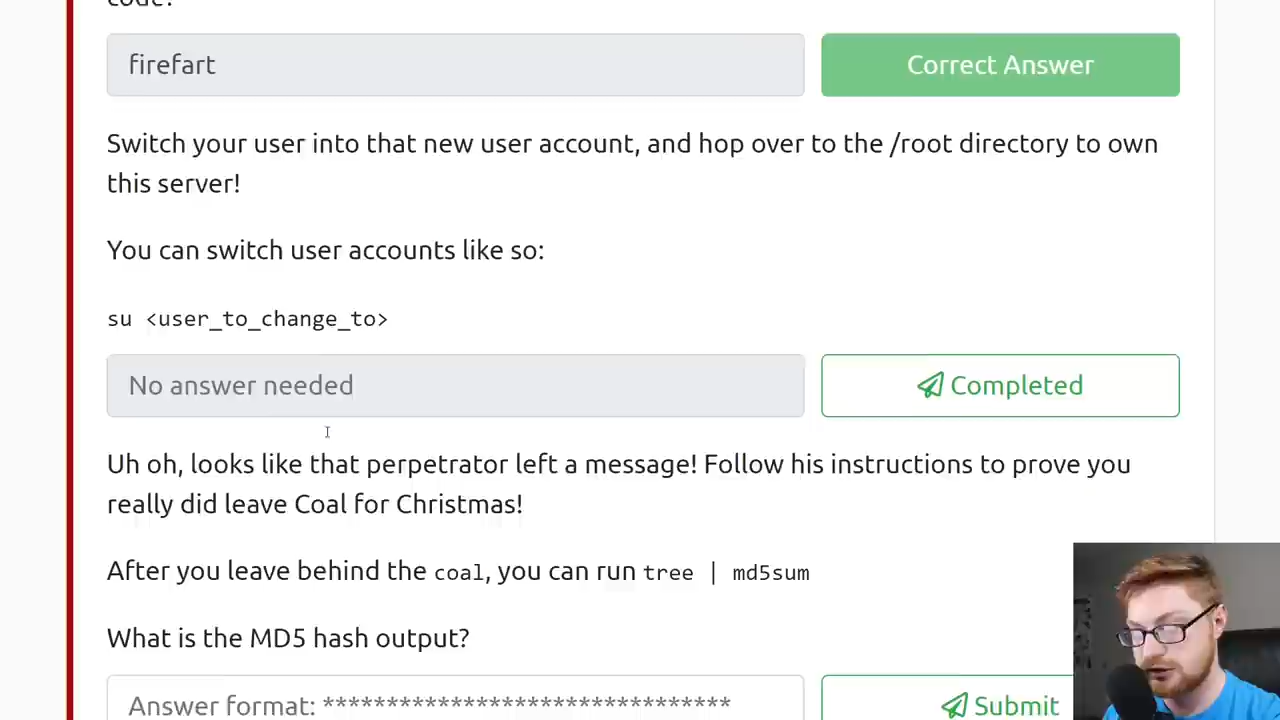 code?
firefart
Correct Answer
Switch your user into that new user account, and hop over to the /root directory to own
this server!
You can switch user accounts like so:
su <user_to_change_to>
No answer needed
Completed
Uh oh, looks like that perpetrator left a message! Follow his instructions to prove you
really did leave Coal for Christmas!
After you leave behind the coal, you can run tree | md5sum
What is the MD5 hash output?
Answer format: ********************************
Submit